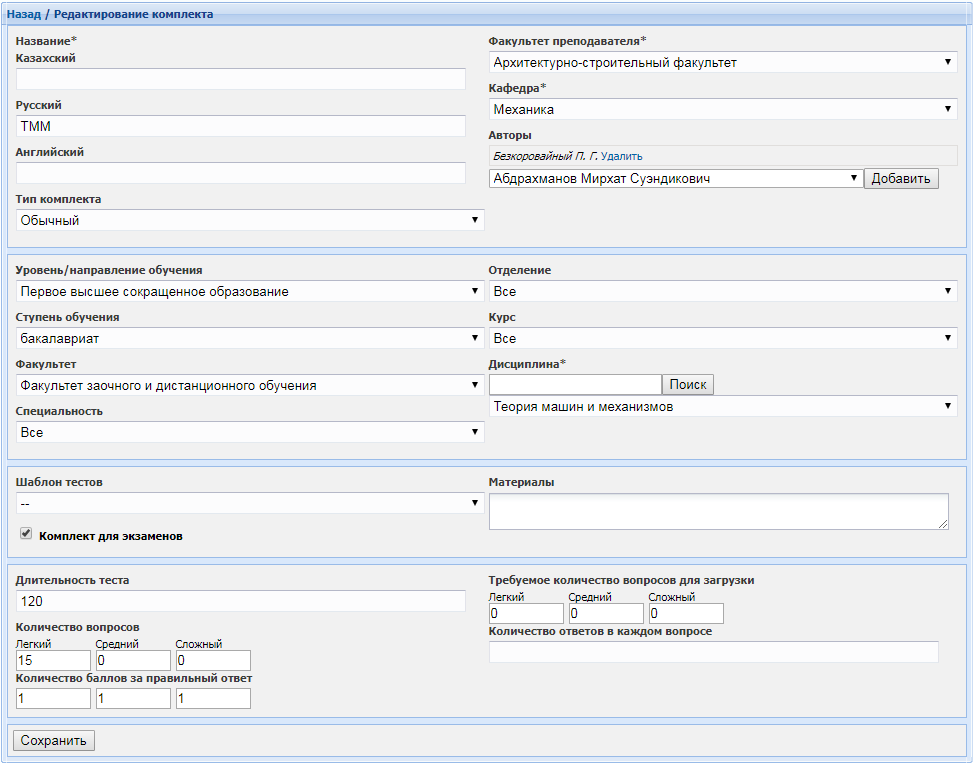 Назад / Редактирование комплекта
Название*
Казахский
Русский
ТММ
Английский
Тип комплекта
Обычный
Факультет преподавателя*
Архитектурно-строительный факультет
Кафедра*
Механика
Авторы
Безкоровайный П. Г. Удалить
Абдрахманов Мирхат Суэндикович
Добавить
Уровень/направление обучения
Первое высшее сокращенное образование
Ступень обучения
бакалавриат
Факультет
Факультет заочного и дистанционного обучения
Специальность
Все
Отделение
Все
Курс
Все
Дисциплина*
Поиск
Теория машин и механизмов
Шаблон тестов
--
Комплект для экзаменов
Материалы
Длительность теста
120
Количество вопросов
Легкий Средний Сложный
15 0 0
Количество баллов за правильный ответ
1 1 1
Требуемое количество вопросов для загрузки
Легкий Средний Сложный
0 0 0
Количество ответов в каждом вопросе
Сохранить